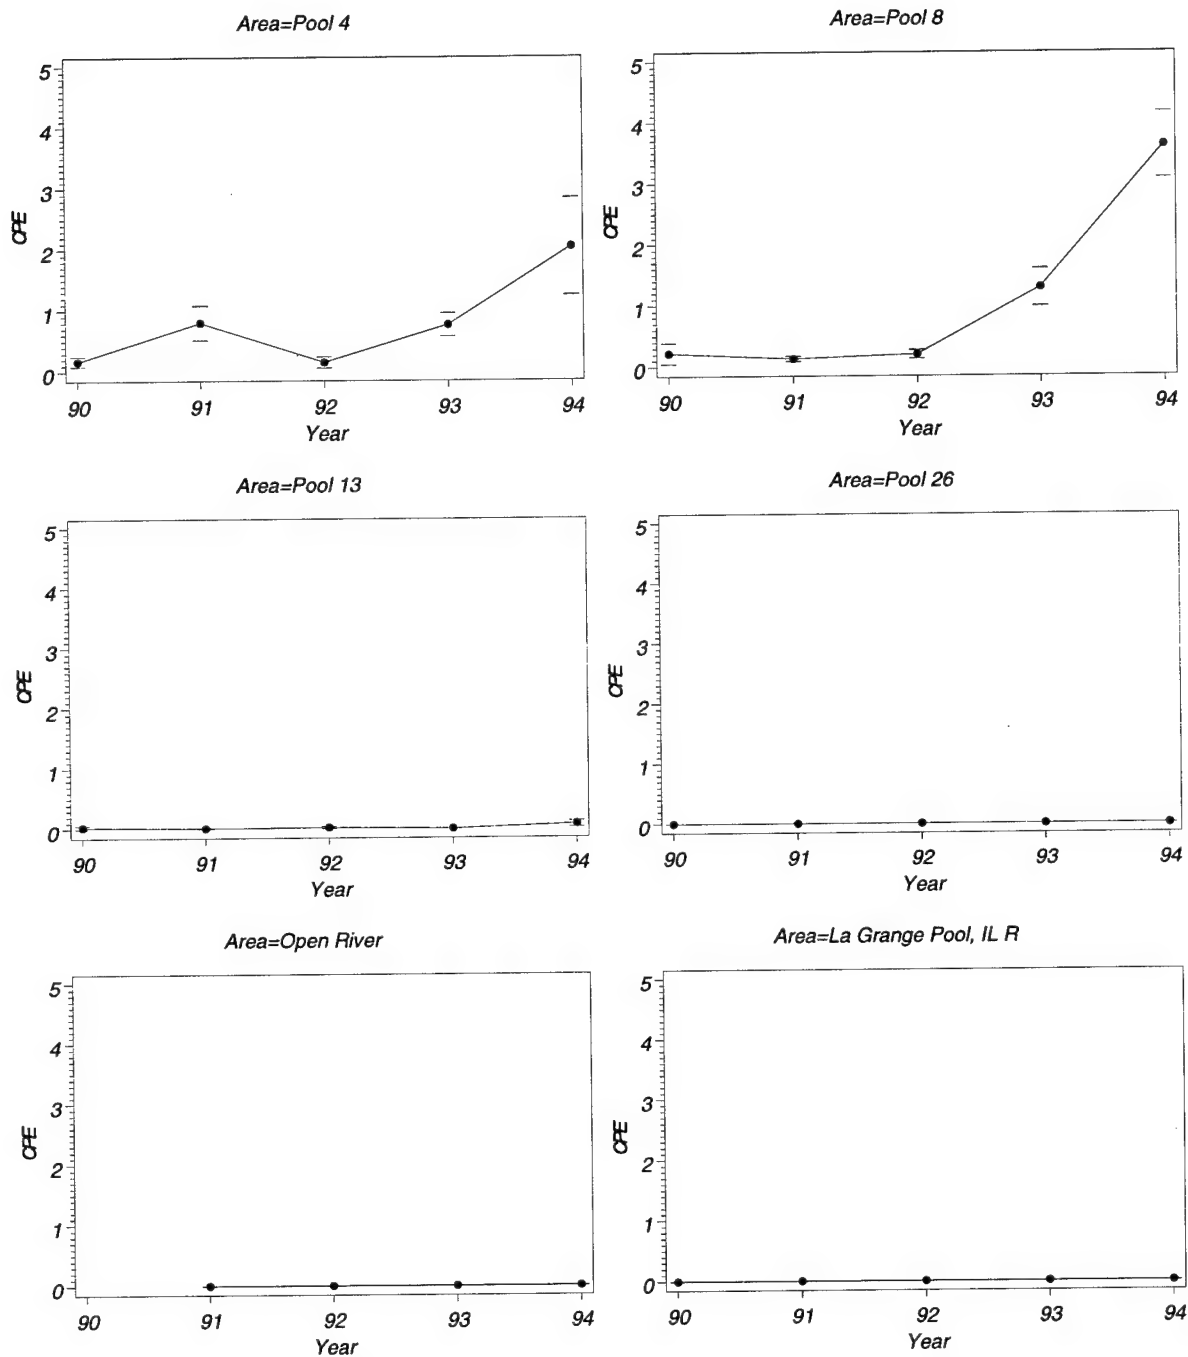 Area=Pool 4
5
4
3
2
1
0
CPE
90 91 92 93 94
Year
Area=Pool 8
5
4
3
2
1
0
CPE
90 91 92 93 94
Year
Area=Pool 13
5
4
3
2
1
0
CPE
90 91 92 93 94
Year
Area=Pool 26
5
4
3
2
1
0
CPE
90 91 92 93 94
Year
Area=Open River
5
4
3
2
1
0
CPE
90 91 92 93 94
Year
Area=La Grange Pool, IL R
5
4
3
2
1
0
CPE
90 91 92 93 94
Year